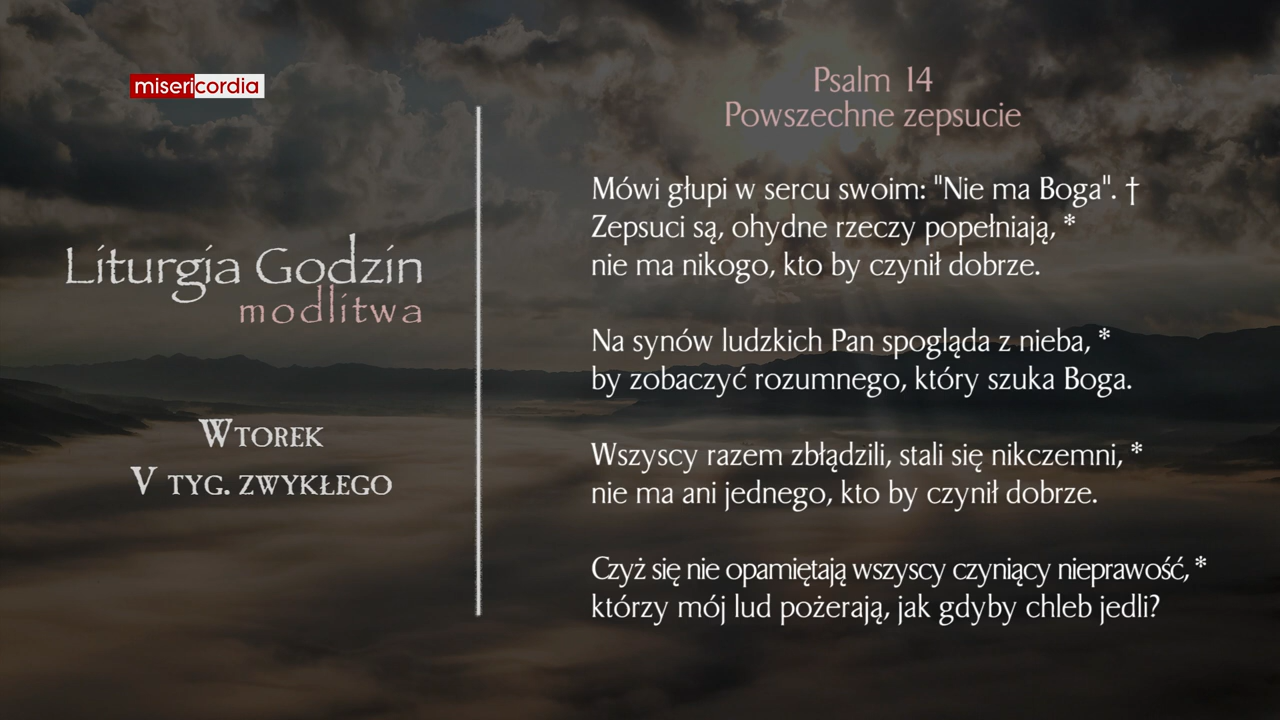 misericordia
Liturgia Godzin
modlitwa
Wtorek
V tyg. zwykłego
Psalm 14
Powszechne zepsucie
Mówi głupi w sercu swoim: "Nie ma Boga". †
Zepsuci są, ohydne rzeczy popełniają, *
nie ma nikogo, kto by czynił dobrze.
Na synów ludzkich Pan spogląda z nieba, *
by zobaczyć rozumnego, który szuka Boga.
Wszyscy razem zbłądzili, stali się nikczemni, *
nie ma ani jednego, kto by czynił dobrze.
Czyż się nie opamiętają wszyscy czyniący nieprawość, *
którzy mój lud pożerają, jak gdyby chleb jedli?